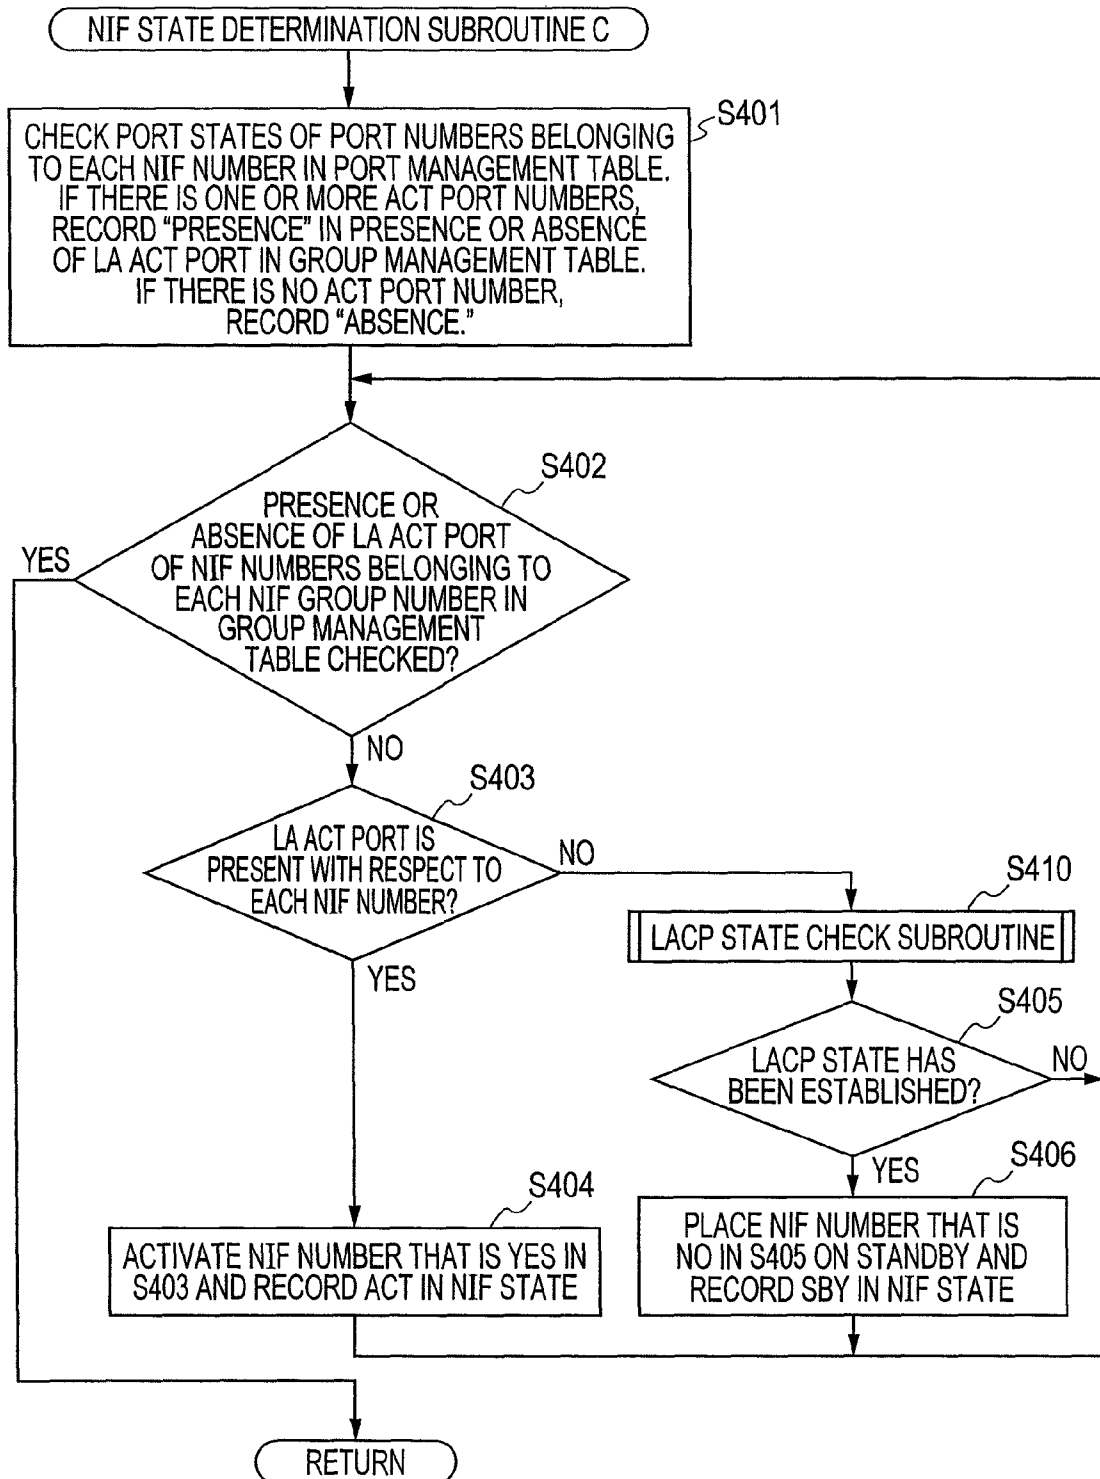 NIF STATE DETERMINATION SUBROUTINE C
S401
CHECK PORT STATES OF PORT NUMBERS BELONGING
TO EACH NIF NUMBER IN PORT MANAGEMENT TABLE.
IF THERE IS ONE OR MORE ACT PORT NUMBERS,
RECORD “PRESENCE” IN PRESENCE OR ABSENCE
OF LA ACT PORT IN GROUP MANAGEMENT TABLE.
IF THERE IS NO ACT PORT NUMBER,
RECORD “ABSENCE.”
S402
PRESENCE OR
ABSENCE OF LA ACT PORT
OF NIF NUMBERS BELONGING TO
EACH NIF GROUP NUMBER IN
GROUP MANAGEMENT
TABLE CHECKED?
YES
NO
S403
LA ACT PORT IS
PRESENT WITH RESPECT TO
EACH NIF NUMBER?
NO
YES
S410
LACP STATE CHECK SUBROUTINE
S405
LACP STATE HAS
BEEN ESTABLISHED?
NO
YES
S404
ACTIVATE NIF NUMBER THAT IS YES IN
S403 AND RECORD ACT IN NIF STATE
S406
PLACE NIF NUMBER THAT IS
NO IN S405 ON STANDBY AND
RECORD SBY IN NIF STATE
RETURN